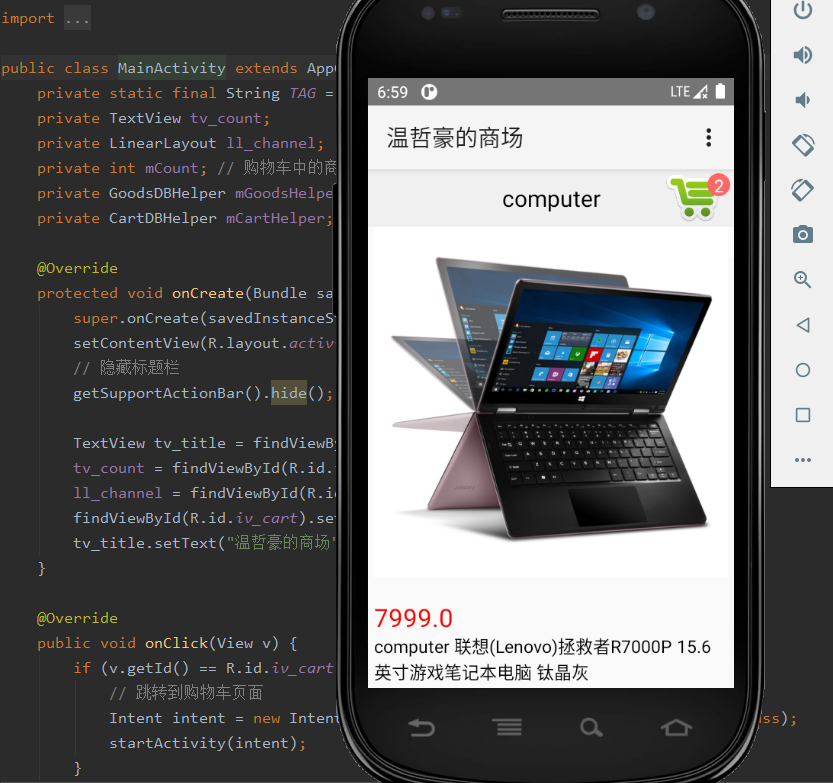 import ...
public class MainActivity extends App
private static final String TAG =
private TextView tv_count;
private LinearLayout ll_channel;
private int mCount; // 购物车中的商
private GoodsDBHelper mGoodsHelpe
private CartDBHelper mCartHelper;
@Override
protected void onCreate(Bundle sa
super.onCreate(savedInstanceS
setContentView(R.layout.activ
// 隐藏标题栏
getSupportActionBar().hide();
TextView tv_title = findViewBy
tv_count = findViewById(R.id.
ll_channel = findViewById(R.i
findViewById(R.id.iv_cart).se
tv_title.setText("温哲豪的商场"
}
@Override
public void onClick(View v) {
if (v.getId() == R.id.iv_cart
// 跳转到购物车页面
Intent intent = new Intent
ss);
startActivity(intent);
}
6:59
LTE
温哲豪的商场
computer
2
7999.0
computer 联想(Lenovo)拯救者R7000P 15.6
英寸游戏笔记本电脑 钛晶灰